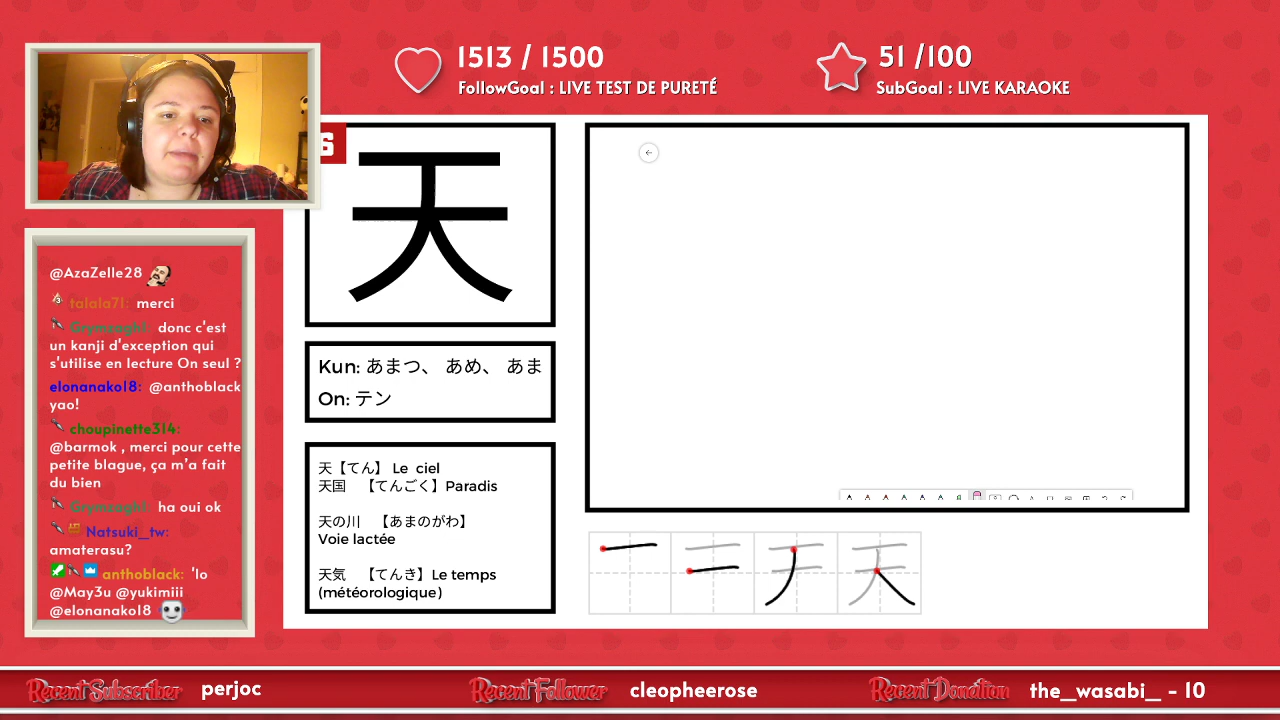 1513 / 1500
FollowGoal : LIVE TEST DE PURETÉ
51 /100
SubGoal : LIVE KARAOKE
天
Kun: あまつ、 あめ、 あま
On: テン
天【てん】 Le ciel
天国 【てんごく】Paradis
天の川 【あまのがわ】
Voie lactée
天気 【てんき】Le temps
(météorologique)
@AzaZelle28
talala71: merci
Grymzagh1: donc c'est
un kanji d'exception qui
s'utilise en lecture On seul ?
elonanako18: @anthoblack
yao!
choupinette314:
@barmok , merci pour cette
petite blague, ça m'a fait
du bien
Grymzagh1: ha oui ok
Natsuki_tw:
amaterasu?
anthoblack: 'lo
@May3u @yukimiii
@elonanako18
Recent Subscriber perjoc
Recent Follower cleopheerose
Recent Donation the_wasabi_ - 10